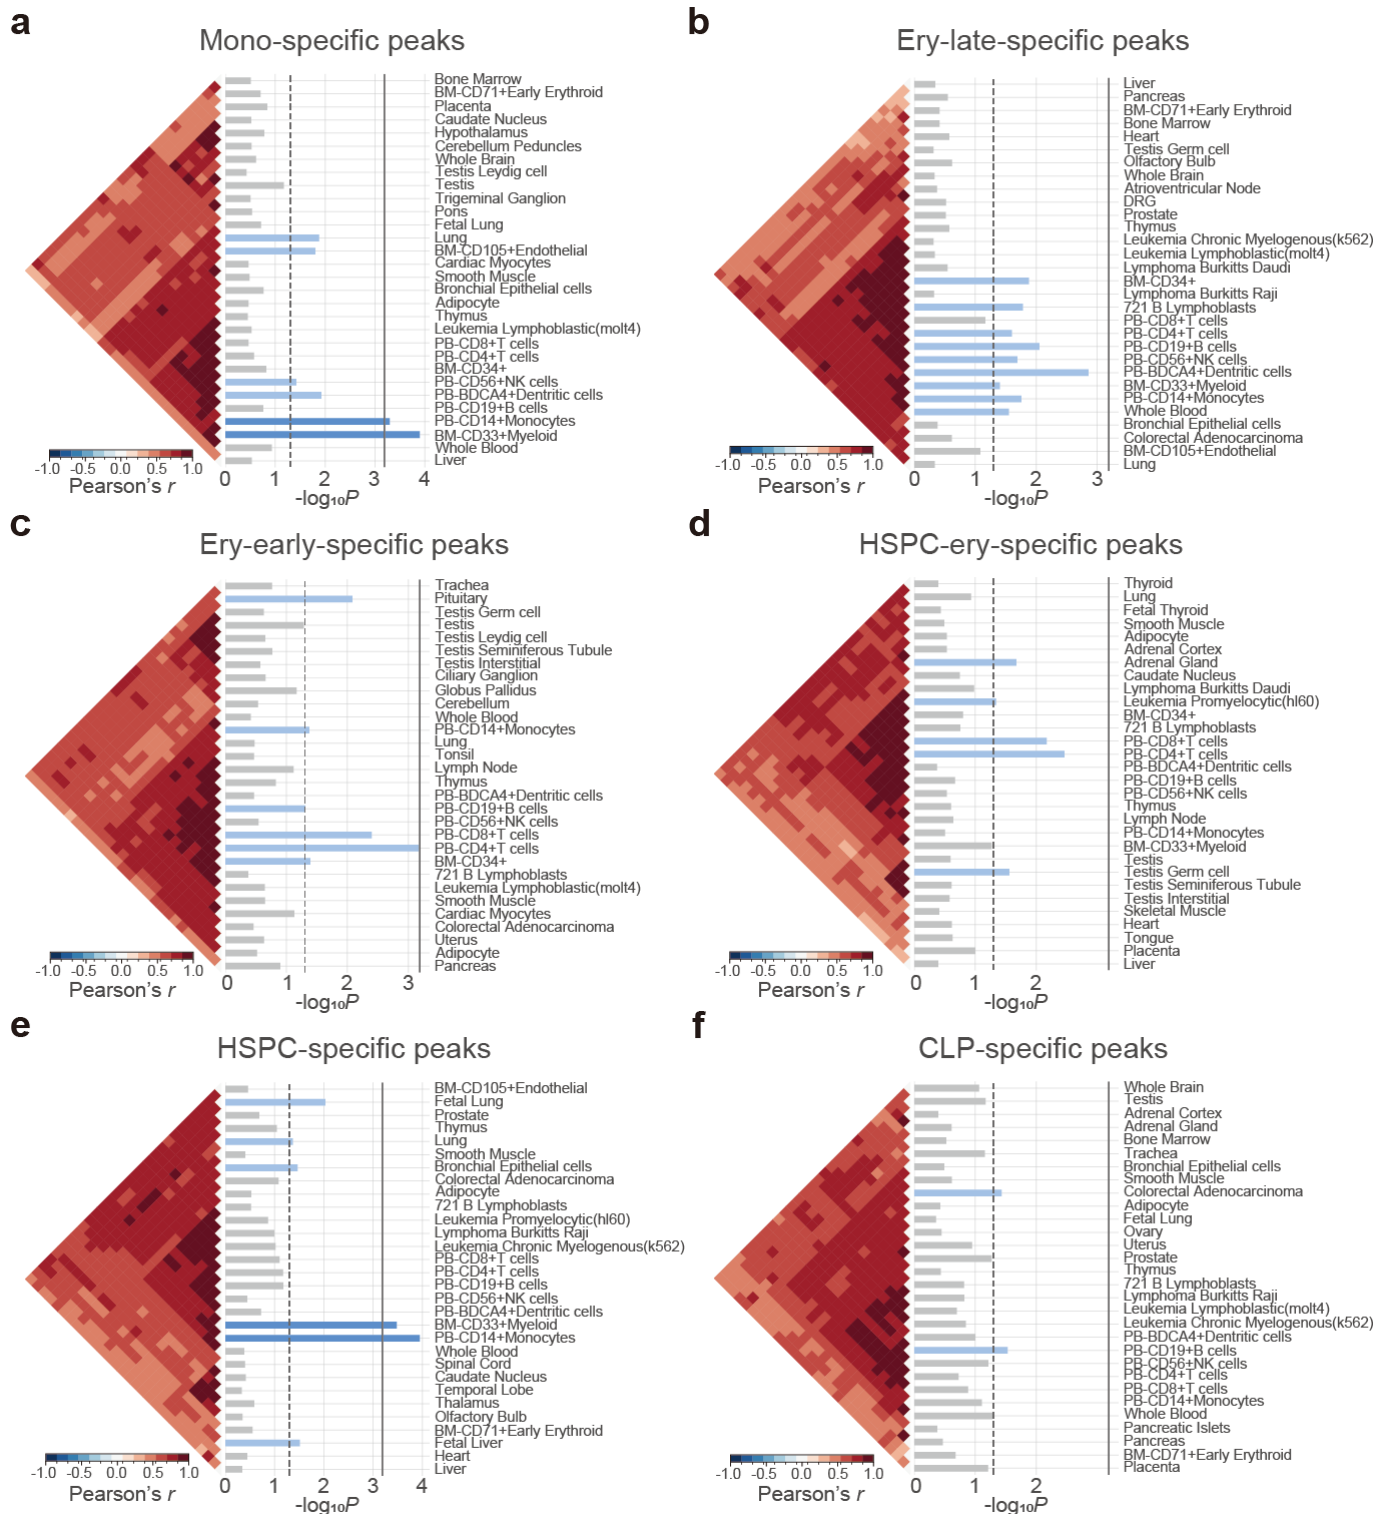 a
Mono-specific peaks
Bone Marrow
BM-CD71+Early Erythroid
Placenta
Caudate Nucleus
Hypothalamus
Cerebellum Peduncles
Whole Brain
Testis Leydig cell
Testis
Trigeminal Ganglion
Pons
Fetal Lung
Lung
BM-CD105+Endothelial
Cardiac Myocytes
Smooth Muscle
Bronchial Epithelial cells
Adipocyte
Thymus
Leukemia Lymphoblastic(molt4)
PB-CD8+T cells
PB-CD4+T cells
BM-CD34+
PB-CD56+NK cells
PB-BDCA4+Dentritic cells
PB-CD19+B cells
PB-CD14+Monocytes
BM-CD33+Myeloid
Whole Blood
Liver
-1.0 -0.5 0.0 0.5 1.0
Pearson's r
0 1 2 3 4
-log₁₀P
b
Ery-late-specific peaks
Liver
Pancreas
BM-CD71+Early Erythroid
Bone Marrow
Heart
Testis Germ cell
Olfactory Bulb
Whole Brain
Atrioventricular Node
DRG
Prostate
Thymus
Leukemia Chronic Myelogenous(k562)
Leukemia Lymphoblastic(molt4)
Lymphoma Burkitts Daudi
BM-CD34+
Lymphoma Burkitts Raji
721 B Lymphoblasts
PB-CD8+T cells
PB-CD4+T cells
PB-CD19+B cells
PB-CD56+NK cells
PB-BDCA4+Dentritic cells
BM-CD33+Myeloid
PB-CD14+Monocytes
Whole Blood
Bronchial Epithelial cells
Colorectal Adenocarcinoma
BM-CD105+Endothelial
Lung
-1.0 -0.5 0.0 0.5 1.0
Pearson's r
0 1 2 3
-log₁₀P
c
Ery-early-specific peaks
Trachea
Pituitary
Testis Germ cell
Testis
Testis Leydig cell
Testis Seminiferous Tubule
Testis Interstitial
Ciliary Ganglion
Globus Pallidus
Cerebellum
Whole Blood
PB-CD14+Monocytes
Lung
Tonsil
Lymph Node
Thymus
PB-BDCA4+Dentritic cells
PB-CD19+B cells
PB-CD56+NK cells
PB-CD8+T cells
PB-CD4+T cells
BM-CD34+
721 B Lymphoblasts
Leukemia Lymphoblastic(molt4)
Smooth Muscle
Cardiac Myocytes
Colorectal Adenocarcinoma
Uterus
Adipocyte
Pancreas
-1.0 -0.5 0.0 0.5 1.0
Pearson's r
0 1 2 3
-log₁₀P
d
HSPC-ery-specific peaks
Thyroid
Lung
Fetal Thyroid
Smooth Muscle
Adipocyte
Adrenal Cortex
Adrenal Gland
Caudate Nucleus
Lymphoma Burkitts Daudi
Leukemia Promyelocytic(hl60)
BM-CD34+
721 B Lymphoblasts
PB-CD8+T cells
PB-CD4+T cells
PB-BDCA4+Dentritic cells
PB-CD19+B cells
PB-CD56+NK cells
Thymus
Lymph Node
PB-CD14+Monocytes
BM-CD33+Myeloid
Testis
Testis Germ cell
Testis Seminiferous Tubule
Testis Interstitial
Skeletal Muscle
Heart
Tongue
Placenta
Liver
-1.0 -0.5 0.0 0.5 1.0
Pearson's r
0 1 2
-log₁₀P
e
HSPC-specific peaks
BM-CD105+Endothelial
Fetal Lung
Prostate
Thymus
Lung
Smooth Muscle
Bronchial Epithelial cells
Colorectal Adenocarcinoma
Adipocyte
721 B Lymphoblasts
Leukemia Promyelocytic(hl60)
Lymphoma Burkitts Raji
Leukemia Chronic Myelogenous(k562)
PB-CD8+T cells
PB-CD4+T cells
PB-CD19+B cells
PB-CD56+NK cells
PB-BDCA4+Dentritic cells
BM-CD33+Myeloid
PB-CD14+Monocytes
Whole Blood
Spinal Cord
Caudate Nucleus
Temporal Lobe
Thalamus
Olfactory Bulb
BM-CD71+Early Erythroid
Fetal Liver
Heart
Liver
-1.0 -0.5 0.0 0.5 1.0
Pearson's r
0 1 2 3 4
-log₁₀P
f
CLP-specific peaks
Whole Brain
Testis
Adrenal Cortex
Adrenal Gland
Bone Marrow
Trachea
Bronchial Epithelial cells
Smooth Muscle
Colorectal Adenocarcinoma
Adipocyte
Fetal Lung
Ovary
Uterus
Prostate
Thymus
721 B Lymphoblasts
Lymphoma Burkitts Raji
Leukemia Lymphoblastic(molt4)
Leukemia Chronic Myelogenous(k562)
PB-BDCA4+Dentritic cells
PB-CD19+B cells
PB-CD56+NK cells
PB-CD4+T cells
PB-CD8+T cells
PB-CD14+Monocytes
Whole Blood
Pancreatic Islets
Pancreas
BM-CD71+Early Erythroid
Placenta
-1.0 -0.5 0.0 0.5 1.0
Pearson's r
0 1 2
-log₁₀P